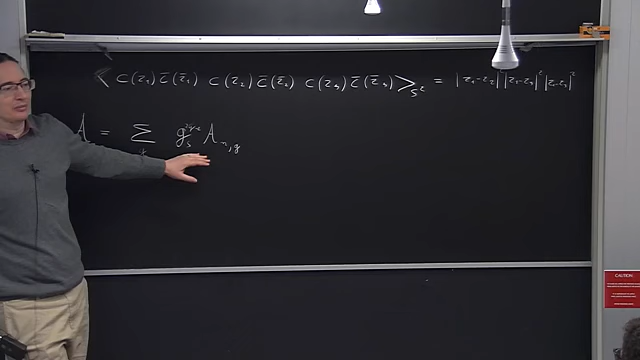 < c(z₁) c̄(z̄₁) c(z₂) c̄(z̄₂) c(z₃) c̄(z̄₃) >_{S²} = |z₁-z₂|² |z₁-z₃|² |z₂-z₃|²
A = ∑ g_s^{2g-2} A_{n,g}
CAUTION